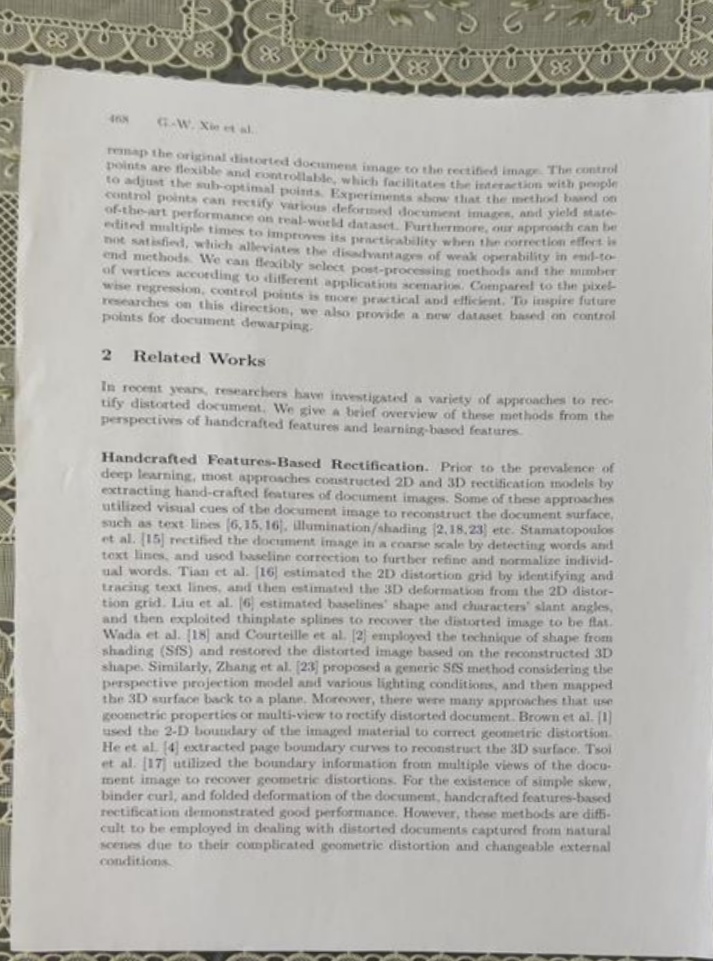 468 G.-W. Xie et al.
remap the original distorted document image to the rectified image. The control
points are flexible and controllable, which facilitates the interaction with people
to adjust the sub-optimal points. Experiments show that the method based on
control points can rectify various deformed document images, and yield state-
of-the-art performance on real-world dataset. Furthermore, our approach can be
edited multiple times to improves its practicability when the correction effect is
not satisfied, which alleviates the disadvantages of weak operability in end-to-
end methods. We can flexibly select post-processing methods and the number
of vertices according to different application scenarios. Compared to the pixel-
wise regression, control points is more practical and efficient. To inspire future
researches on this direction, we also provide a new dataset based on control
points for document dewarping.
2 Related Works
In recent years, researchers have investigated a variety of approaches to rec-
tify distorted document. We give a brief overview of these methods from the
perspectives of handcrafted features and learning-based features.
Handcrafted Features-Based Rectification. Prior to the prevalence of
deep learning, most approaches constructed 2D and 3D rectification models by
extracting hand-crafted features of document images. Some of these approaches
utilized visual cues of the document image to reconstruct the document surface,
such as text lines [6,15,16], illumination/shading [2,18,23] etc. Stamatopoulos
et al. [15] rectified the document image in a coarse scale by detecting words and
text lines, and used baseline correction to further refine and normalize individ-
ual words. Tian et al. [16] estimated the 2D distortion grid by identifying and
tracing text lines, and then estimated the 3D deformation from the 2D distor-
tion grid. Liu et al. [6] estimated baselines' shape and characters' slant angles,
and then exploited thinplate splines to recover the distorted image to be flat.
Wada et al. [18] and Courteille et al. [2] employed the technique of shape from
shading (SfS) and restored the distorted image based on the reconstructed 3D
shape. Similarly, Zhang et al. [23] proposed a generic SfS method considering the
perspective projection model and various lighting conditions, and then mapped
the 3D surface back to a plane. Moreover, there were many approaches that use
geometric properties or multi-view to rectify distorted document. Brown et al. [1]
used the 2-D boundary of the imaged material to correct geometric distortion.
He et al. [4] extracted page boundary curves to reconstruct the 3D surface. Tsoi
et al. [17] utilized the boundary information from multiple views of the docu-
ment image to recover geometric distortions. For the existence of simple skew,
binder curl, and folded deformation of the document, handcrafted features-based
rectification demonstrated good performance. However, these methods are diffi-
cult to be employed in dealing with distorted documents captured from natural
scenes due to their complicated geometric distortion and changeable external
conditions.